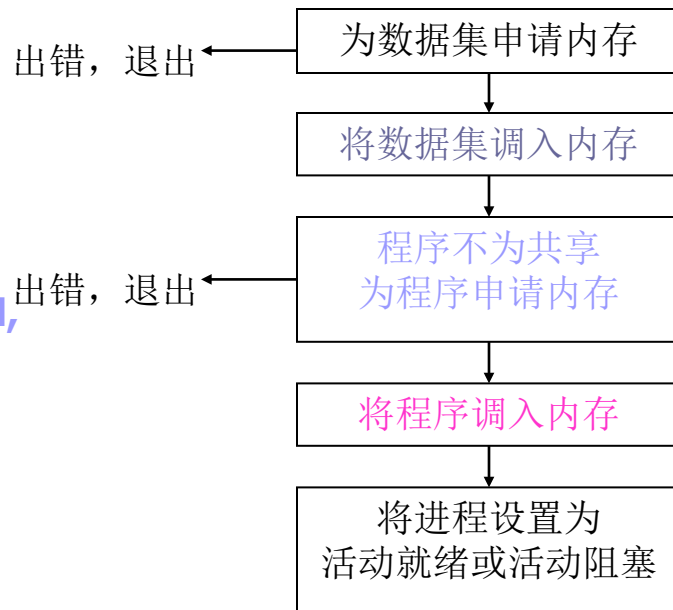 为数据集申请内存
出错，退出
将数据集调入内存
程序不为共享
为程序申请内存
出错，退出
将程序调入内存
将进程设置为
活动就绪或活动阻塞